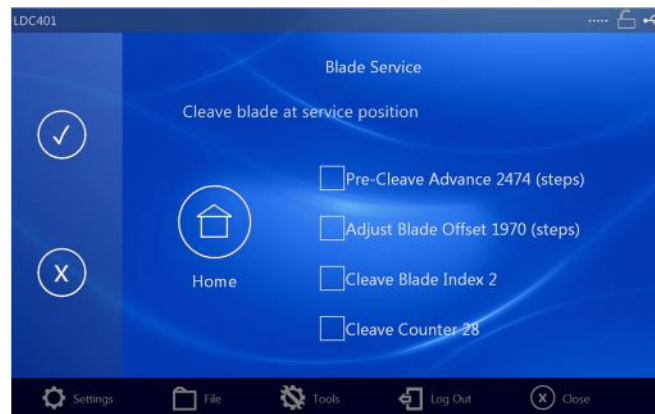 LDC401
Blade Service
Cleave blade at service position
Pre-Cleave Advance 2474 (steps)
Adjust Blade Offset 1970 (steps)
Home
Cleave Blade Index 2
Cleave Counter 28
X
Settings
File
Tools
Log Out
X
Close